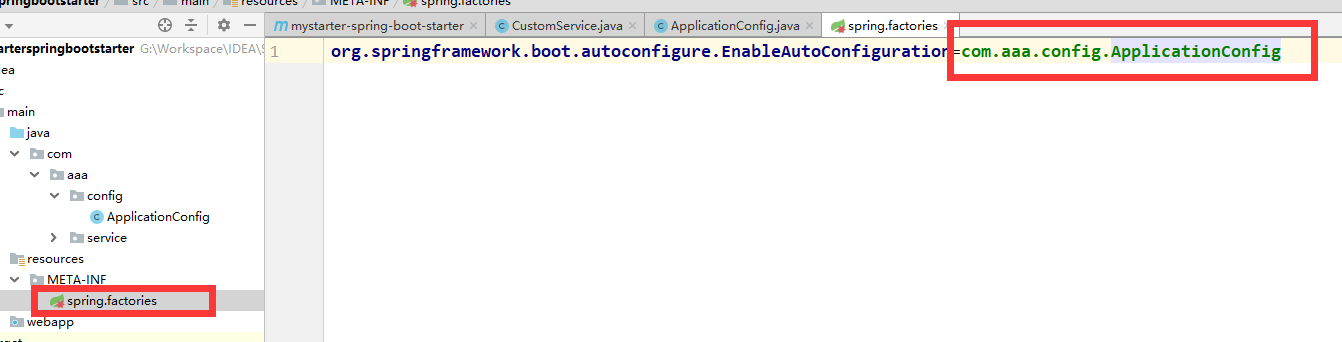 springbootstarter > src > main > resources > META-INF > spring.factories
mystarter-spring-boot-starter × CustomService.java × ApplicationConfig.java × spring.factories
arterspringbootstarter G:\Workspace\IDEA\S
1 org.springframework.boot.autoconfigure.EnableAutoConfiguration=com.aaa.config.ApplicationConfig
dea
c
main
java
com
aaa
config
ApplicationConfig
service
resources
META-INF
spring.factories
webapp